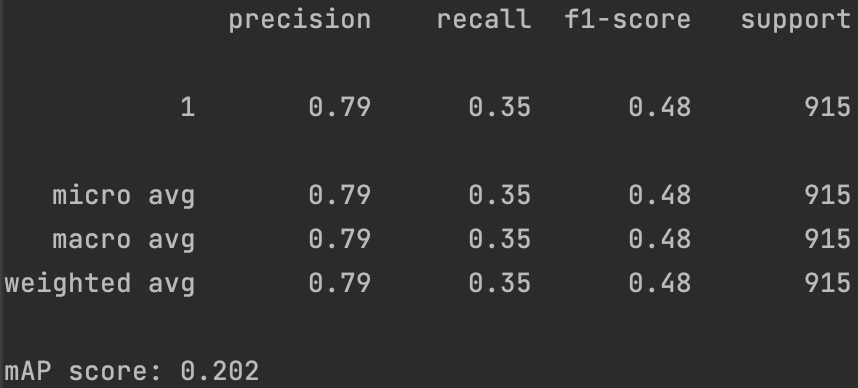 precision recall f1-score support
1 0.79 0.35 0.48 915
micro avg 0.79 0.35 0.48 915
macro avg 0.79 0.35 0.48 915
weighted avg 0.79 0.35 0.48 915
mAP score: 0.202